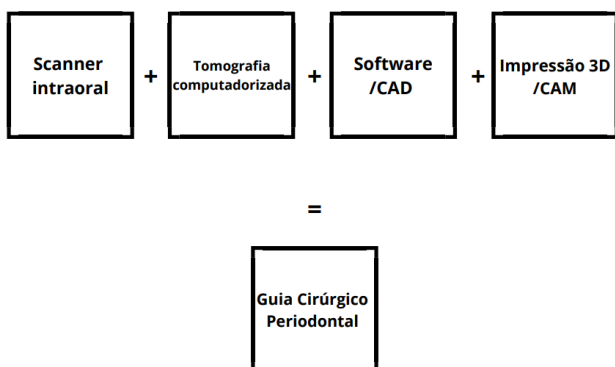 Scanner
intraoral
+
Tomografia
computadorizada
+
Software
/CAD
+
Impressão 3D
/CAM
=
Guia Cirúrgico
Periodontal